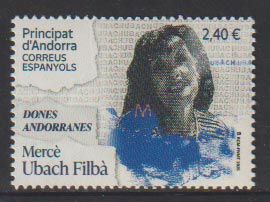 Principat
d'Andorra
CORREUS
ESPANYOLS
2,40 €
DONES
ANDORRANES
Mercè
Ubach Filbà